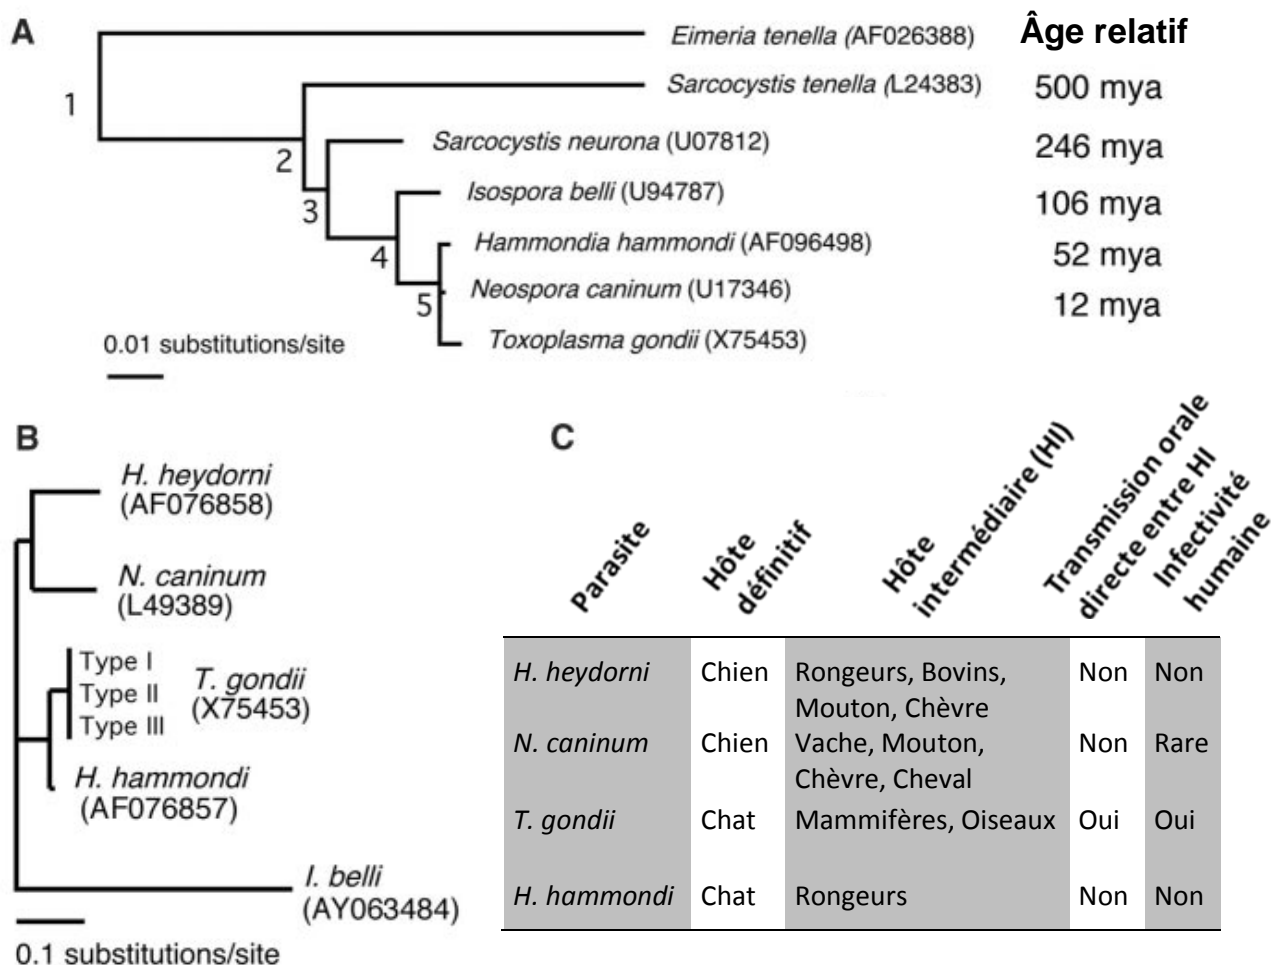 A
Eimeria tenella (AF026388)
Âge relatif
Sarcocystis tenella (L24383)
500 mya
1
Sarcocystis neurona (U07812)
246 mya
2
Isospora belli (U94787)
106 mya
3
Hammondia hammondi (AF096498)
52 mya
4
Neospora caninum (U17346)
12 mya
5
Toxoplasma gondii (X75453)
0.01 substitutions/site
B
H. heydorni
(AF076858)
N. caninum
(L49389)
Type I
Type II
Type III
T. gondii
(X75453)
H. hammondi
(AF076857)
I. belli
(AY063484)
0.1 substitutions/site
C
Parasite
Hôte
définitif
Hôte
intermédiaire (HI)
Transmission orale
directe entre HI
Infectivité
humaine
H. heydorni Chien Rongeurs, Bovins, Non Non
Mouton, Chèvre
N. caninum Chien Vache, Mouton, Non Rare
Chèvre, Cheval
T. gondii Chat Mammifères, Oiseaux Oui Oui
H. hammondi Chat Rongeurs Non Non